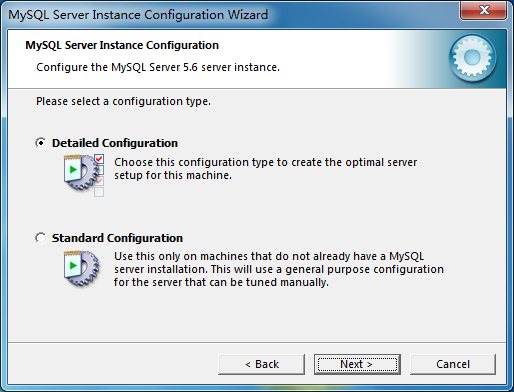 MySQL Server Instance Configuration Wizard
MySQL Server Instance Configuration
Configure the MySQL Server 5.6 server instance.
Please select a configuration type.
Detailed Configuration
Choose this configuration type to create the optimal server
setup for this machine.
Standard Configuration
Use this only on machines that do not already have a MySQL
server installation. This will use a general purpose configuration
for the server that can be tuned manually.
< Back
Next >
Cancel